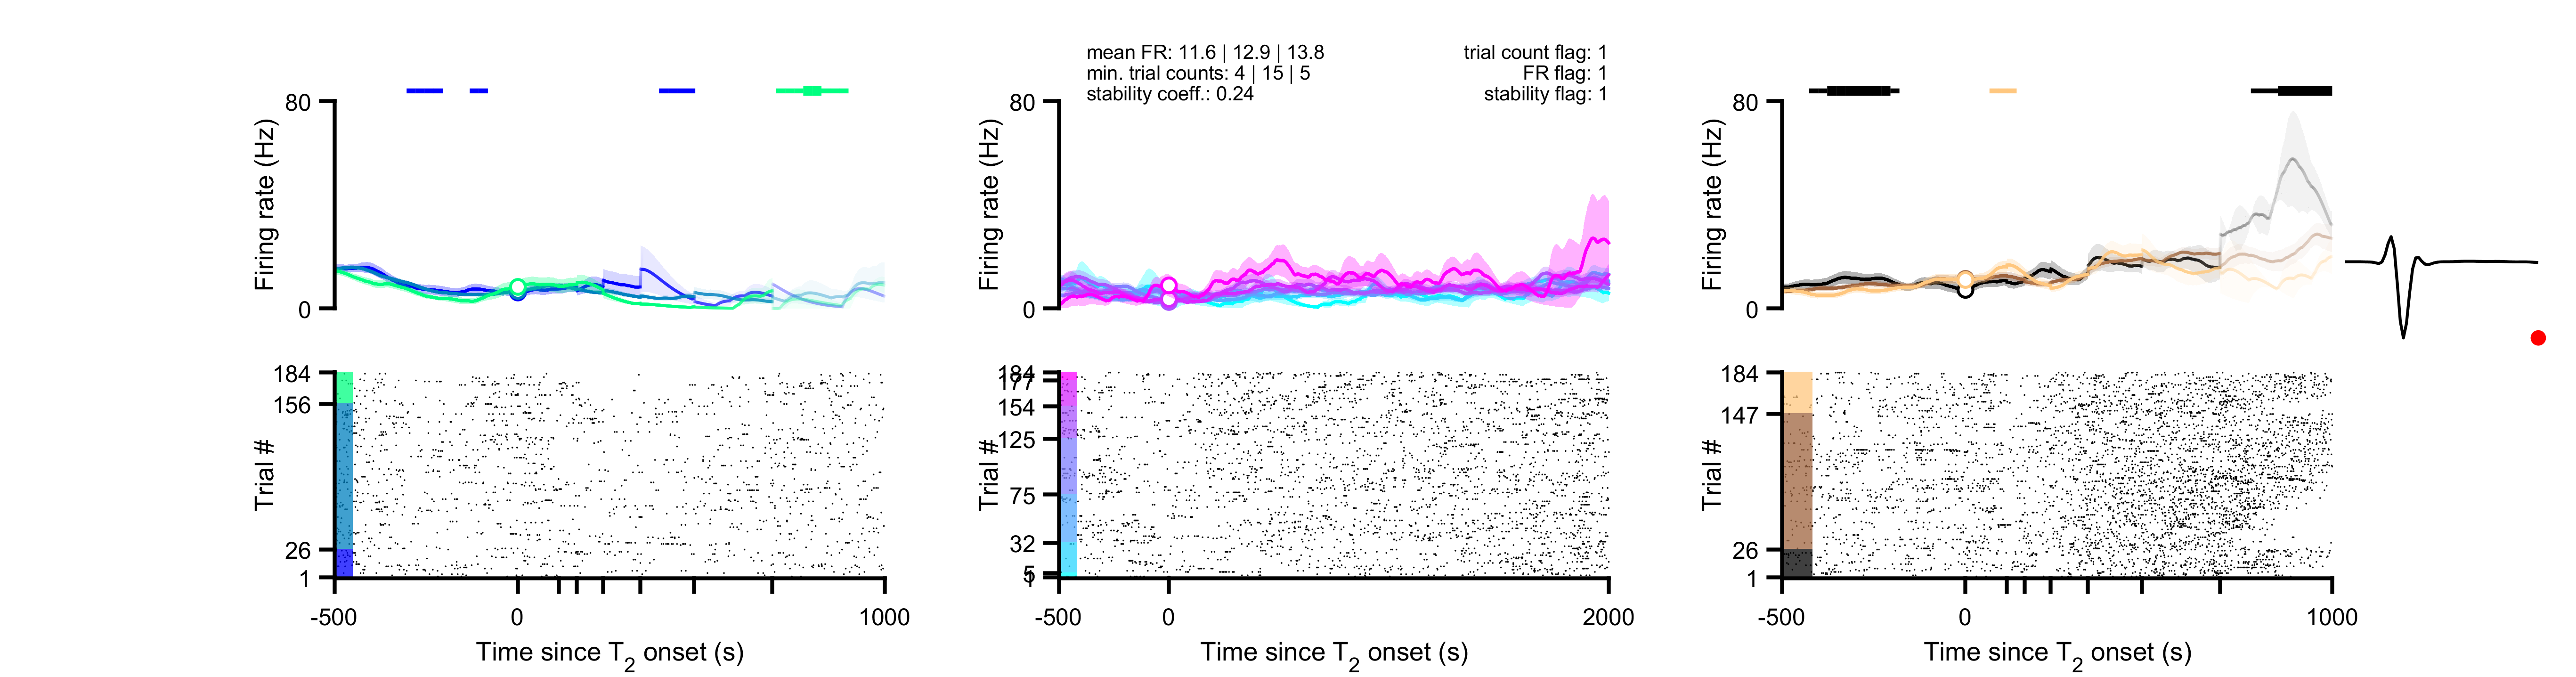 mean FR: 11.6 | 12.9 | 13.8
min. trial counts: 4 | 15 | 5
stability coeff.: 0.24
trial count flag: 1
FR flag: 1
stability flag: 1
80
Firing rate (Hz)
0
80
Firing rate (Hz)
0
80
Firing rate (Hz)
0
184
156
Trial #
26
1
-500
0
1000
Time since T2 onset (s)
184
177
154
125
Trial #
75
32
5
-500
0
2000
Time since T2 onset (s)
184
147
Trial #
26
1
-500
0
1000
Time since T2 onset (s)